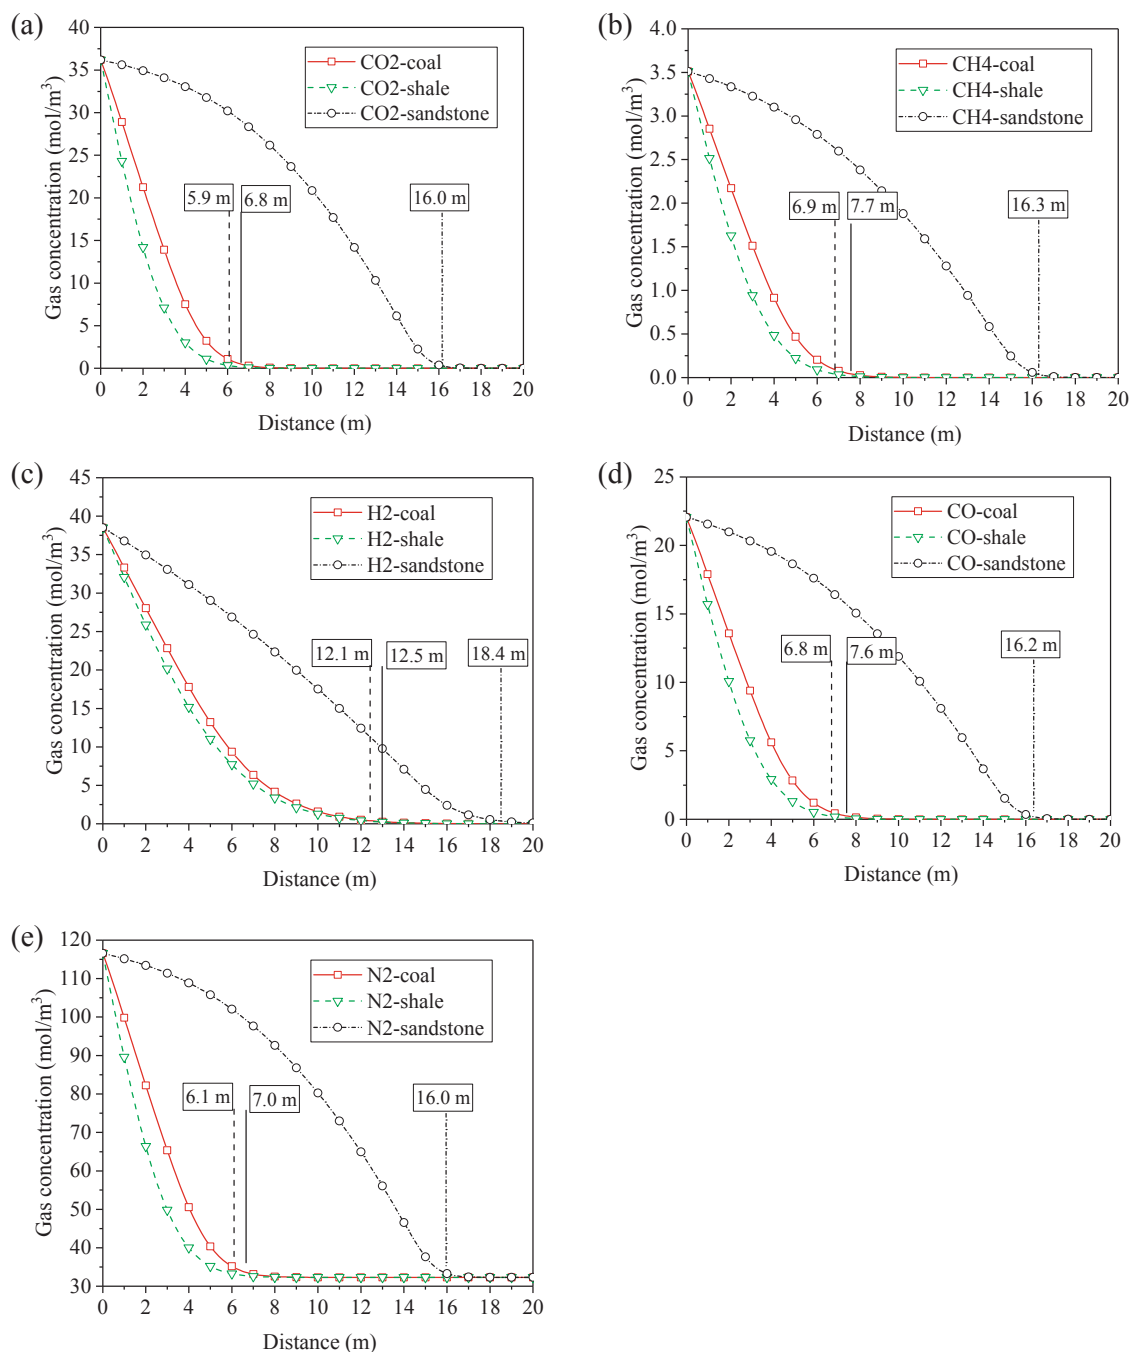 (a)
40
35
30
25
20
15
10
5
0
Gas concentration (mol/m³)
CO2-coal
CO2-shale
CO2-sandstone
5.9 m
6.8 m
16.0 m
0 2 4 6 8 10 12 14 16 18 20
Distance (m)
(b)
4.0
3.5
3.0
2.5
2.0
1.5
1.0
0.5
0.0
Gas concentration (mol/m³)
CH4-coal
CH4-shale
CH4-sandstone
6.9 m
7.7 m
16.3 m
0 2 4 6 8 10 12 14 16 18 20
Distance (m)
(c)
45
40
35
30
25
20
15
10
5
0
Gas concentration (mol/m³)
H2-coal
H2-shale
H2-sandstone
12.1 m
12.5 m
18.4 m
0 2 4 6 8 10 12 14 16 18 20
Distance (m)
(d)
25
20
15
10
5
0
Gas concentration (mol/m³)
CO-coal
CO-shale
CO-sandstone
6.8 m
7.6 m
16.2 m
0 2 4 6 8 10 12 14 16 18 20
Distance (m)
(e)
120
110
100
90
80
70
60
50
40
30
Gas concentration (mol/m³)
N2-coal
N2-shale
N2-sandstone
6.1 m
7.0 m
16.0 m
0 2 4 6 8 10 12 14 16 18 20
Distance (m)